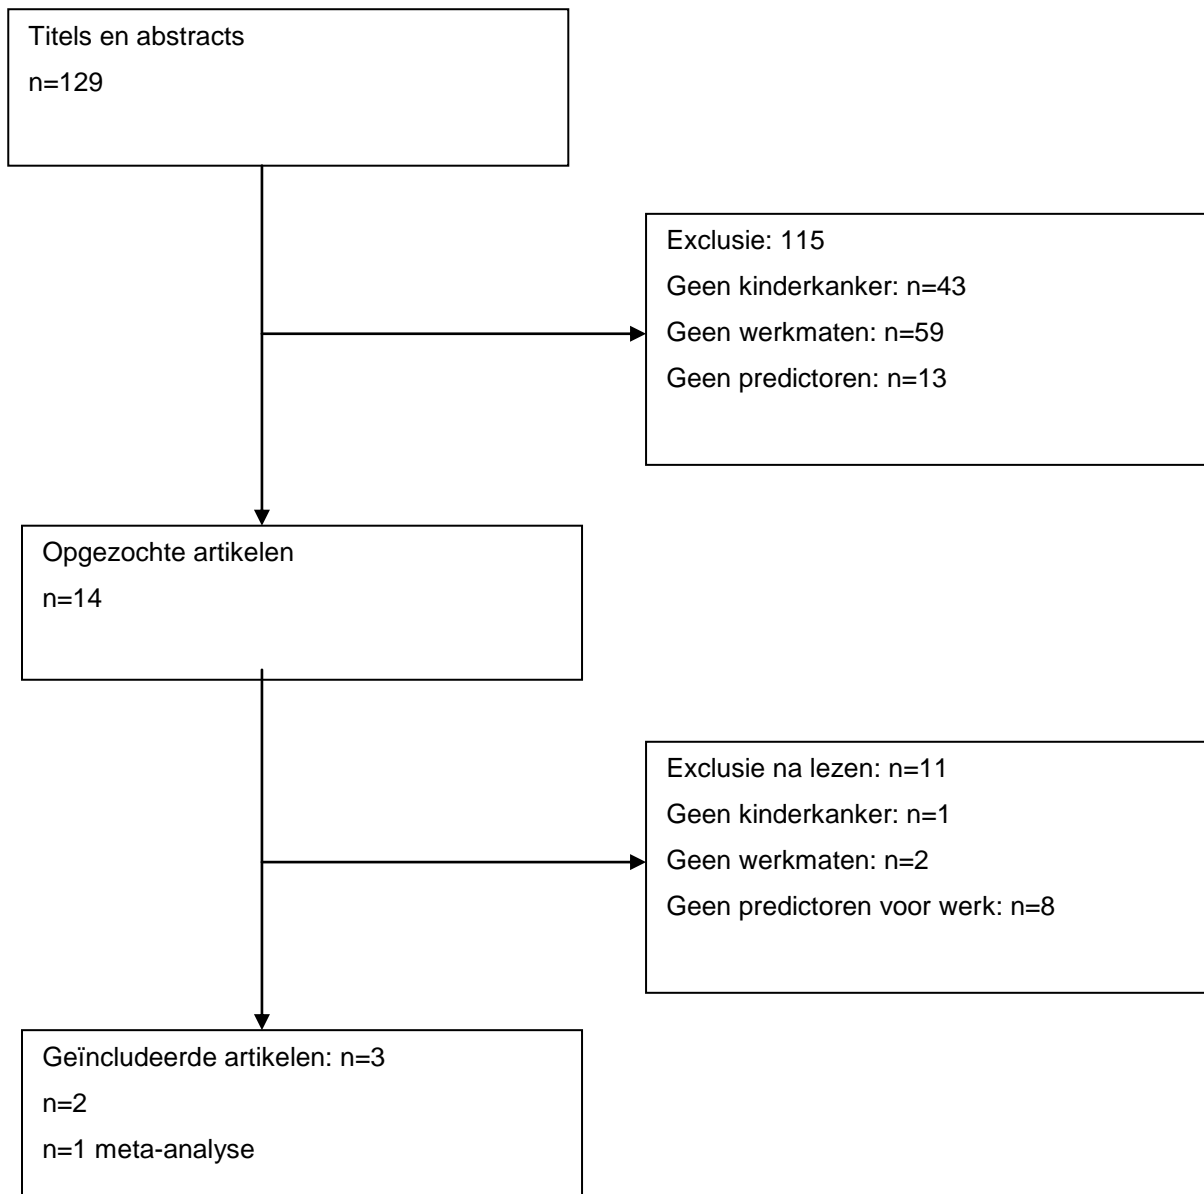 Titels en abstracts
n=129
Exclusie: 115
Geen kinderkanker: n=43
Geen werkmaten: n=59
Geen predictoren: n=13
Opgezochte artikelen
n=14
Exclusie na lezen: n=11
Geen kinderkanker: n=1
Geen werkmaten: n=2
Geen predictoren voor werk: n=8
Geïncludeerde artikelen: n=3
n=2
n=1 meta-analyse